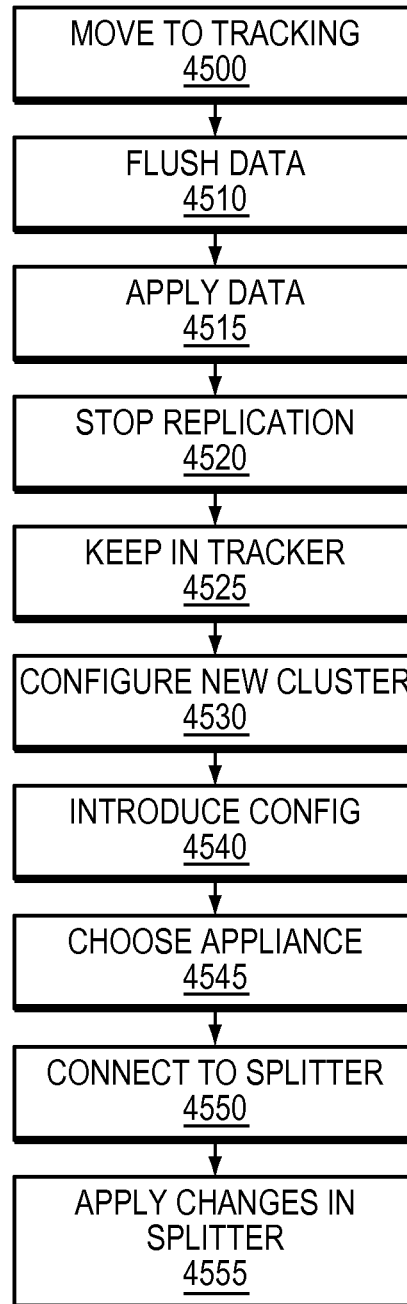 MOVE TO TRACKING
4500
FLUSH DATA
4510
APPLY DATA
4515
STOP REPLICATION
4520
KEEP IN TRACKER
4525
CONFIGURE NEW CLUSTER
4530
INTRODUCE CONFIG
4540
CHOOSE APPLIANCE
4545
CONNECT TO SPLITTER
4550
APPLY CHANGES IN
SPLITTER
4555